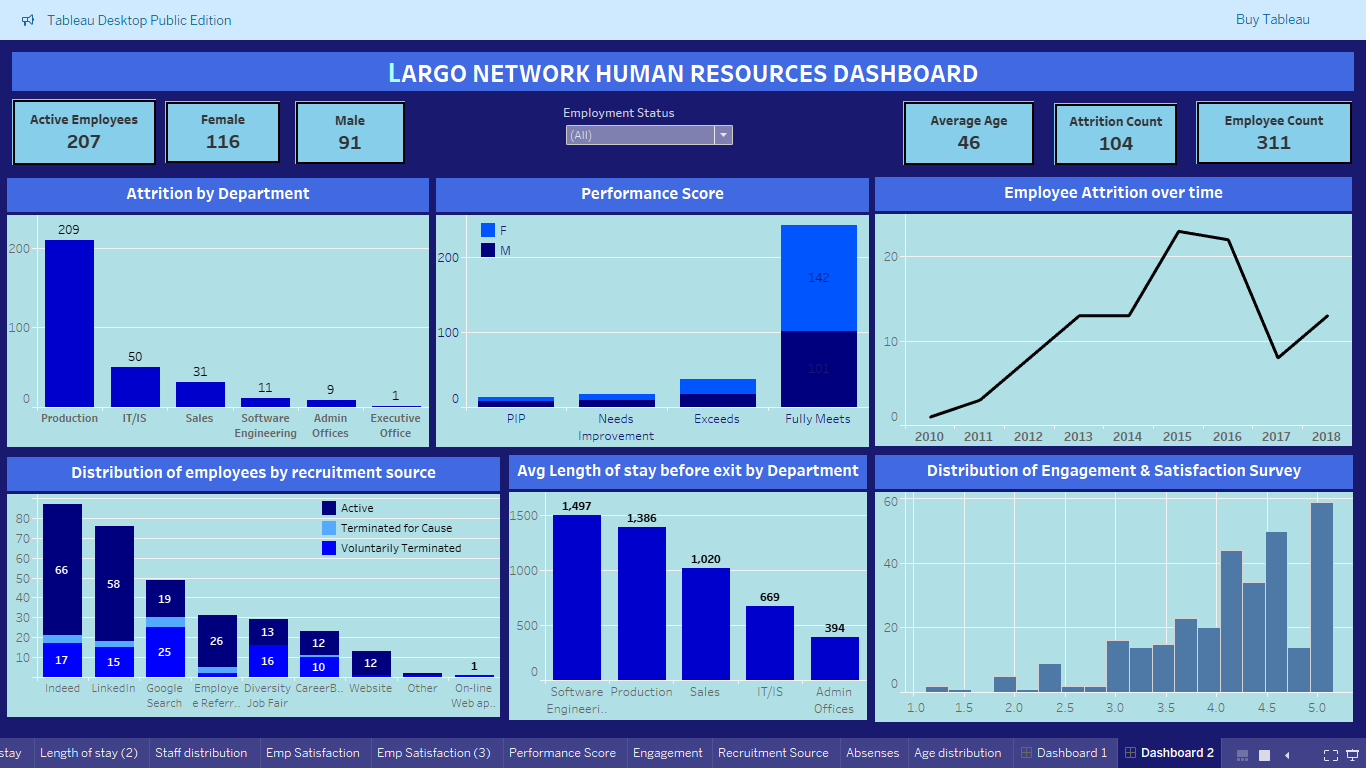 Tableau Desktop Public Edition
Buy Tableau
LARGO NETWORK HUMAN RESOURCES DASHBOARD
Active Employees
207
Female
116
Male
91
Employment Status
(All)
Average Age
46
Attrition Count
104
Employee Count
311
Attrition by Department
209
200
50
100
31
11
9
1
0
Production
IT/IS
Sales
Software
Engineering
Admin
Offices
Executive
Office
Performance Score
F
M
200
142
100
101
0
PIP
Needs
Improvement
Exceeds
Fully Meets
Employee Attrition over time
20
10
0
2010 2011 2012 2013 2014 2015 2016 2017 2018
Distribution of employees by recruitment source
Active
Terminated for Cause
Voluntarily Terminated
80
70
60
50
40
30
20
10
66
17
58
15
19
25
26
13
16
12
10
12
1
Indeed
LinkedIn
Google
Search
Employe
e Referr..
Diversity
Job Fair
CareerB..
Website
Other
On-line
Web ap..
Avg Length of stay before exit by Department
1,497
1,386
1,020
669
394
1500
1000
500
0
Software
Engineeri..
Production
Sales
IT/IS
Admin
Offices
Distribution of Engagement & Satisfaction Survey
60
40
20
0
1.0 1.5 2.0 2.5 3.0 3.5 4.0 4.5 5.0
stay
Length of stay (2)
Staff distribution
Emp Satisfaction
Emp Satisfaction (3)
Performance Score
Engagement
Recruitment Source
Absenses
Age distribution
Dashboard 1
Dashboard 2